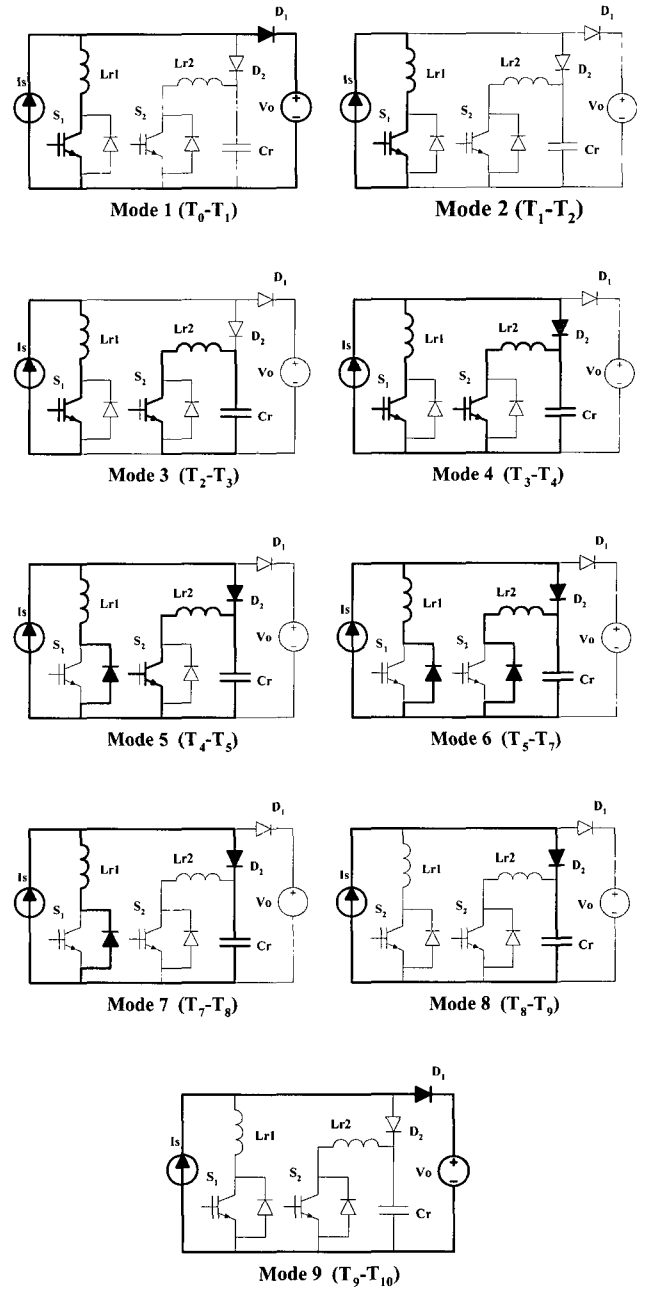 D₁
Is Lr1 Lr2 D₂ Vo
S₁ S₂ Cr
Mode 1 (T₀-T₁)
D₁
Is Lr1 Lr2 D₂ Vo
S₁ S₂ Cr
Mode 2 (T₁-T₂)
D₁
Is Lr1 Lr2 D₂ Vo
S₁ S₂ Cr
Mode 3 (T₂-T₃)
D₁
Is Lr1 Lr2 D₂ Vo
S₁ S₂ Cr
Mode 4 (T₃-T₄)
D₁
Is Lr1 Lr2 D₂ Vo
S₁ S₂ Cr
Mode 5 (T₄-T₅)
D₁
Is Lr1 Lr2 D₂ Vo
S₁ S₂ Cr
Mode 6 (T₅-T₇)
D₁
Is Lr1 Lr2 D₂ Vo
S₁ S₂ Cr
Mode 7 (T₇-T₈)
D₁
Is Lr1 Lr2 D₂ Vo
S₂ S₂ Cr
Mode 8 (T₈-T₉)
D₁
Is Lr1 Lr2 D₂ Vo
S₁ S₂ Cr
Mode 9 (T₉-T₁₀)